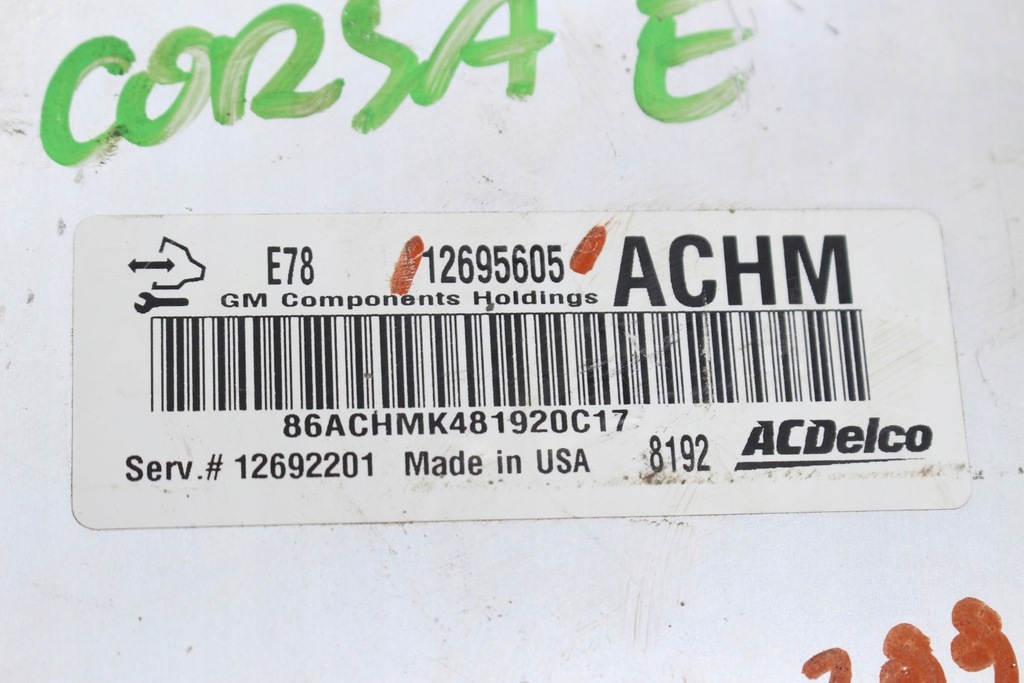 CORSA E
E78 12695605 ACHM
GM Components Holdings
86ACHMK481920C17
Serv.# 12692201 Made in USA 8192 ACDelco